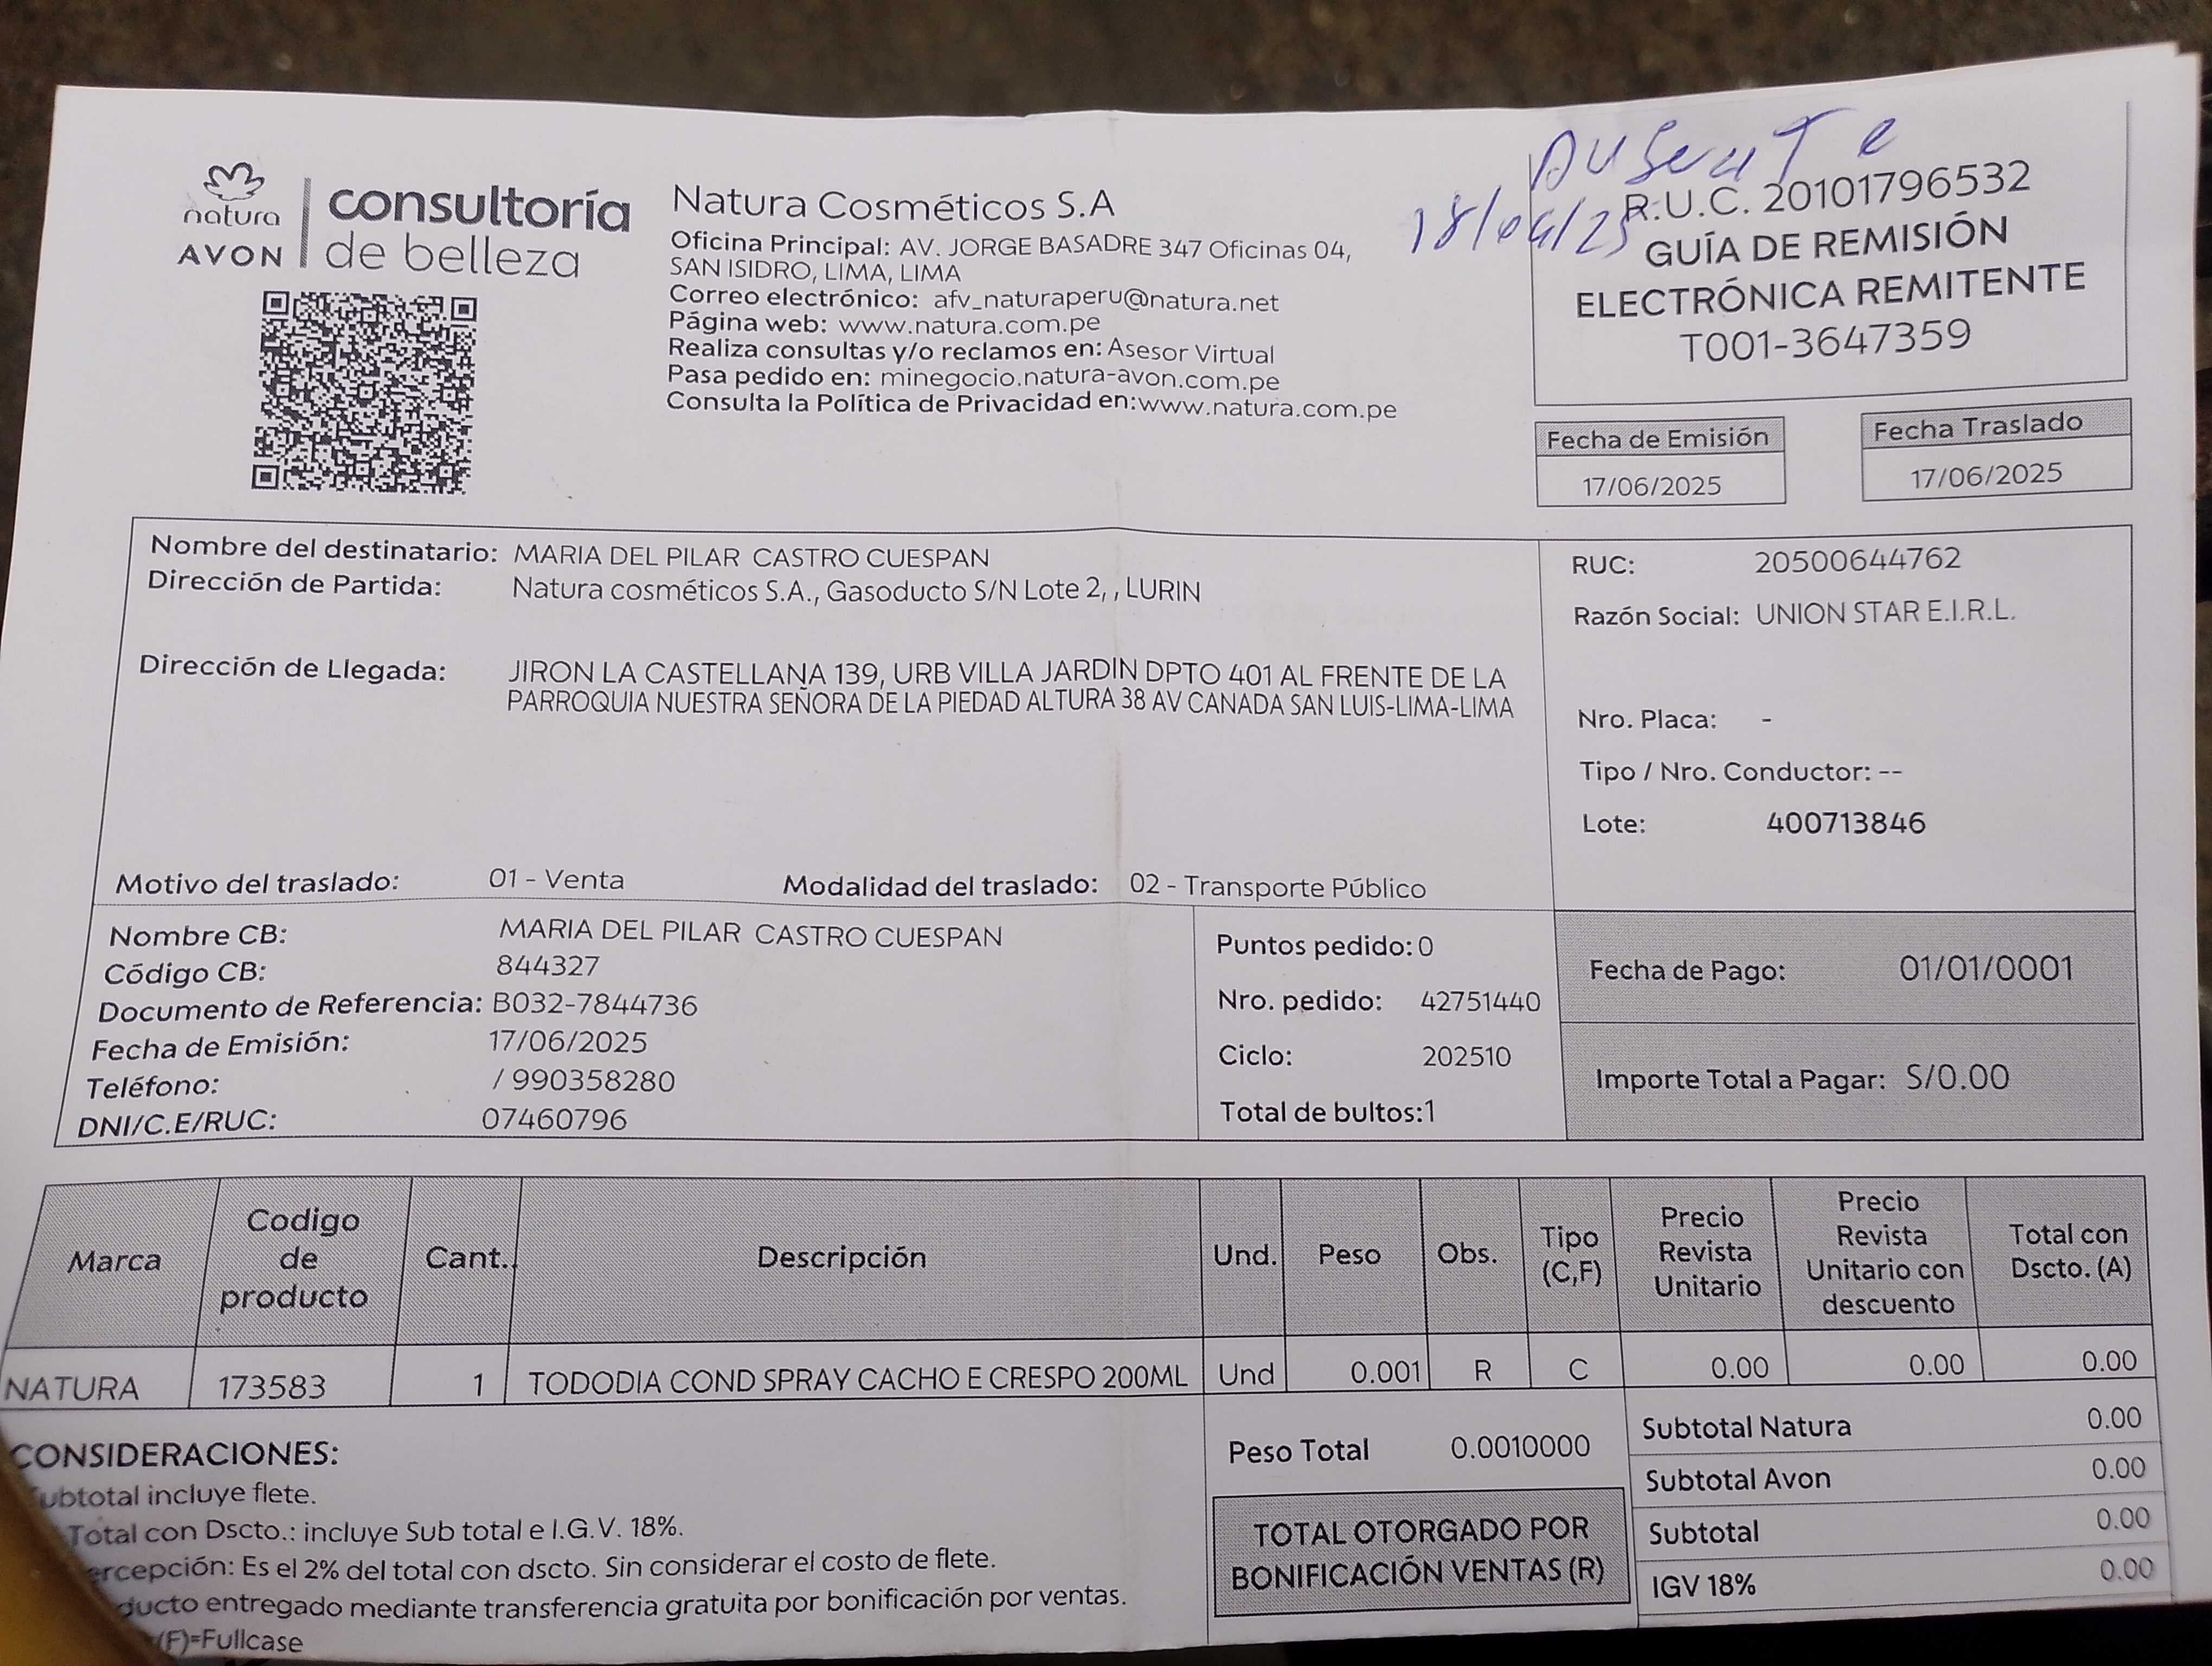 Ausente
18/06/25
natura
AVON
consultoría
de belleza
Natura Cosméticos S.A
Oficina Principal: AV. JORGE BASADRE 347 Oficinas 04,
SAN ISIDRO, LIMA, LIMA
Correo electrónico: afv_naturaperu@natura.net
Página web: www.natura.com.pe
Realiza consultas y/o reclamos en: Asesor Virtual
Pasa pedido en: minegocio.natura-avon.com.pe
Consulta la Política de Privacidad en:www.natura.com.pe
R.U.C. 20101796532
GUÍA DE REMISIÓN
ELECTRÓNICA REMITENTE
T001-3647359
Fecha de Emisión
17/06/2025
Fecha Traslado
17/06/2025
Nombre del destinatario: MARIA DEL PILAR CASTRO CUESPAN
Dirección de Partida: Natura cosméticos S.A., Gasoducto S/N Lote 2, , LURIN
Dirección de Llegada: JIRON LA CASTELLANA 139, URB VILLA JARDIN DPTO 401 AL FRENTE DE LA
PARROQUIA NUESTRA SEÑORA DE LA PIEDAD ALTURA 38 AV CANADA SAN LUIS-LIMA-LIMA
Motivo del traslado: 01 - Venta Modalidad del traslado: 02 - Transporte Público
RUC: 20500644762
Razón Social: UNION STAR E.I.R.L.
Nro. Placa: -
Tipo / Nro. Conductor: --
Lote: 400713846
Nombre CB: MARIA DEL PILAR CASTRO CUESPAN
Código CB: 844327
Documento de Referencia: B032-7844736
Fecha de Emisión: 17/06/2025
Teléfono: / 990358280
DNI/C.E/RUC: 07460796
Puntos pedido: 0
Nro. pedido: 42751440
Ciclo: 202510
Total de bultos:1
Fecha de Pago: 01/01/0001
Importe Total a Pagar: S/0.00
Marca
Codigo
de
producto
Cant.
Descripción
Und.
Peso
Obs.
Tipo
(C,F)
Precio
Revista
Unitario
Precio
Revista
Unitario con
descuento
Total con
Dscto. (A)
NATURA 173583 1 TODODIA COND SPRAY CACHO E CRESPO 200ML Und 0.001 R C 0.00 0.00 0.00
CONSIDERACIONES:
ubtotal incluye flete.
Total con Dscto.: incluye Sub total e I.G.V. 18%.
ercepción: Es el 2% del total con dscto. Sin considerar el costo de flete.
ducto entregado mediante transferencia gratuita por bonificación por ventas.
(F)=Fullcase
Peso Total 0.0010000
TOTAL OTORGADO POR
BONIFICACIÓN VENTAS (R)
Subtotal Natura 0.00
Subtotal Avon 0.00
Subtotal 0.00
IGV 18% 0.00